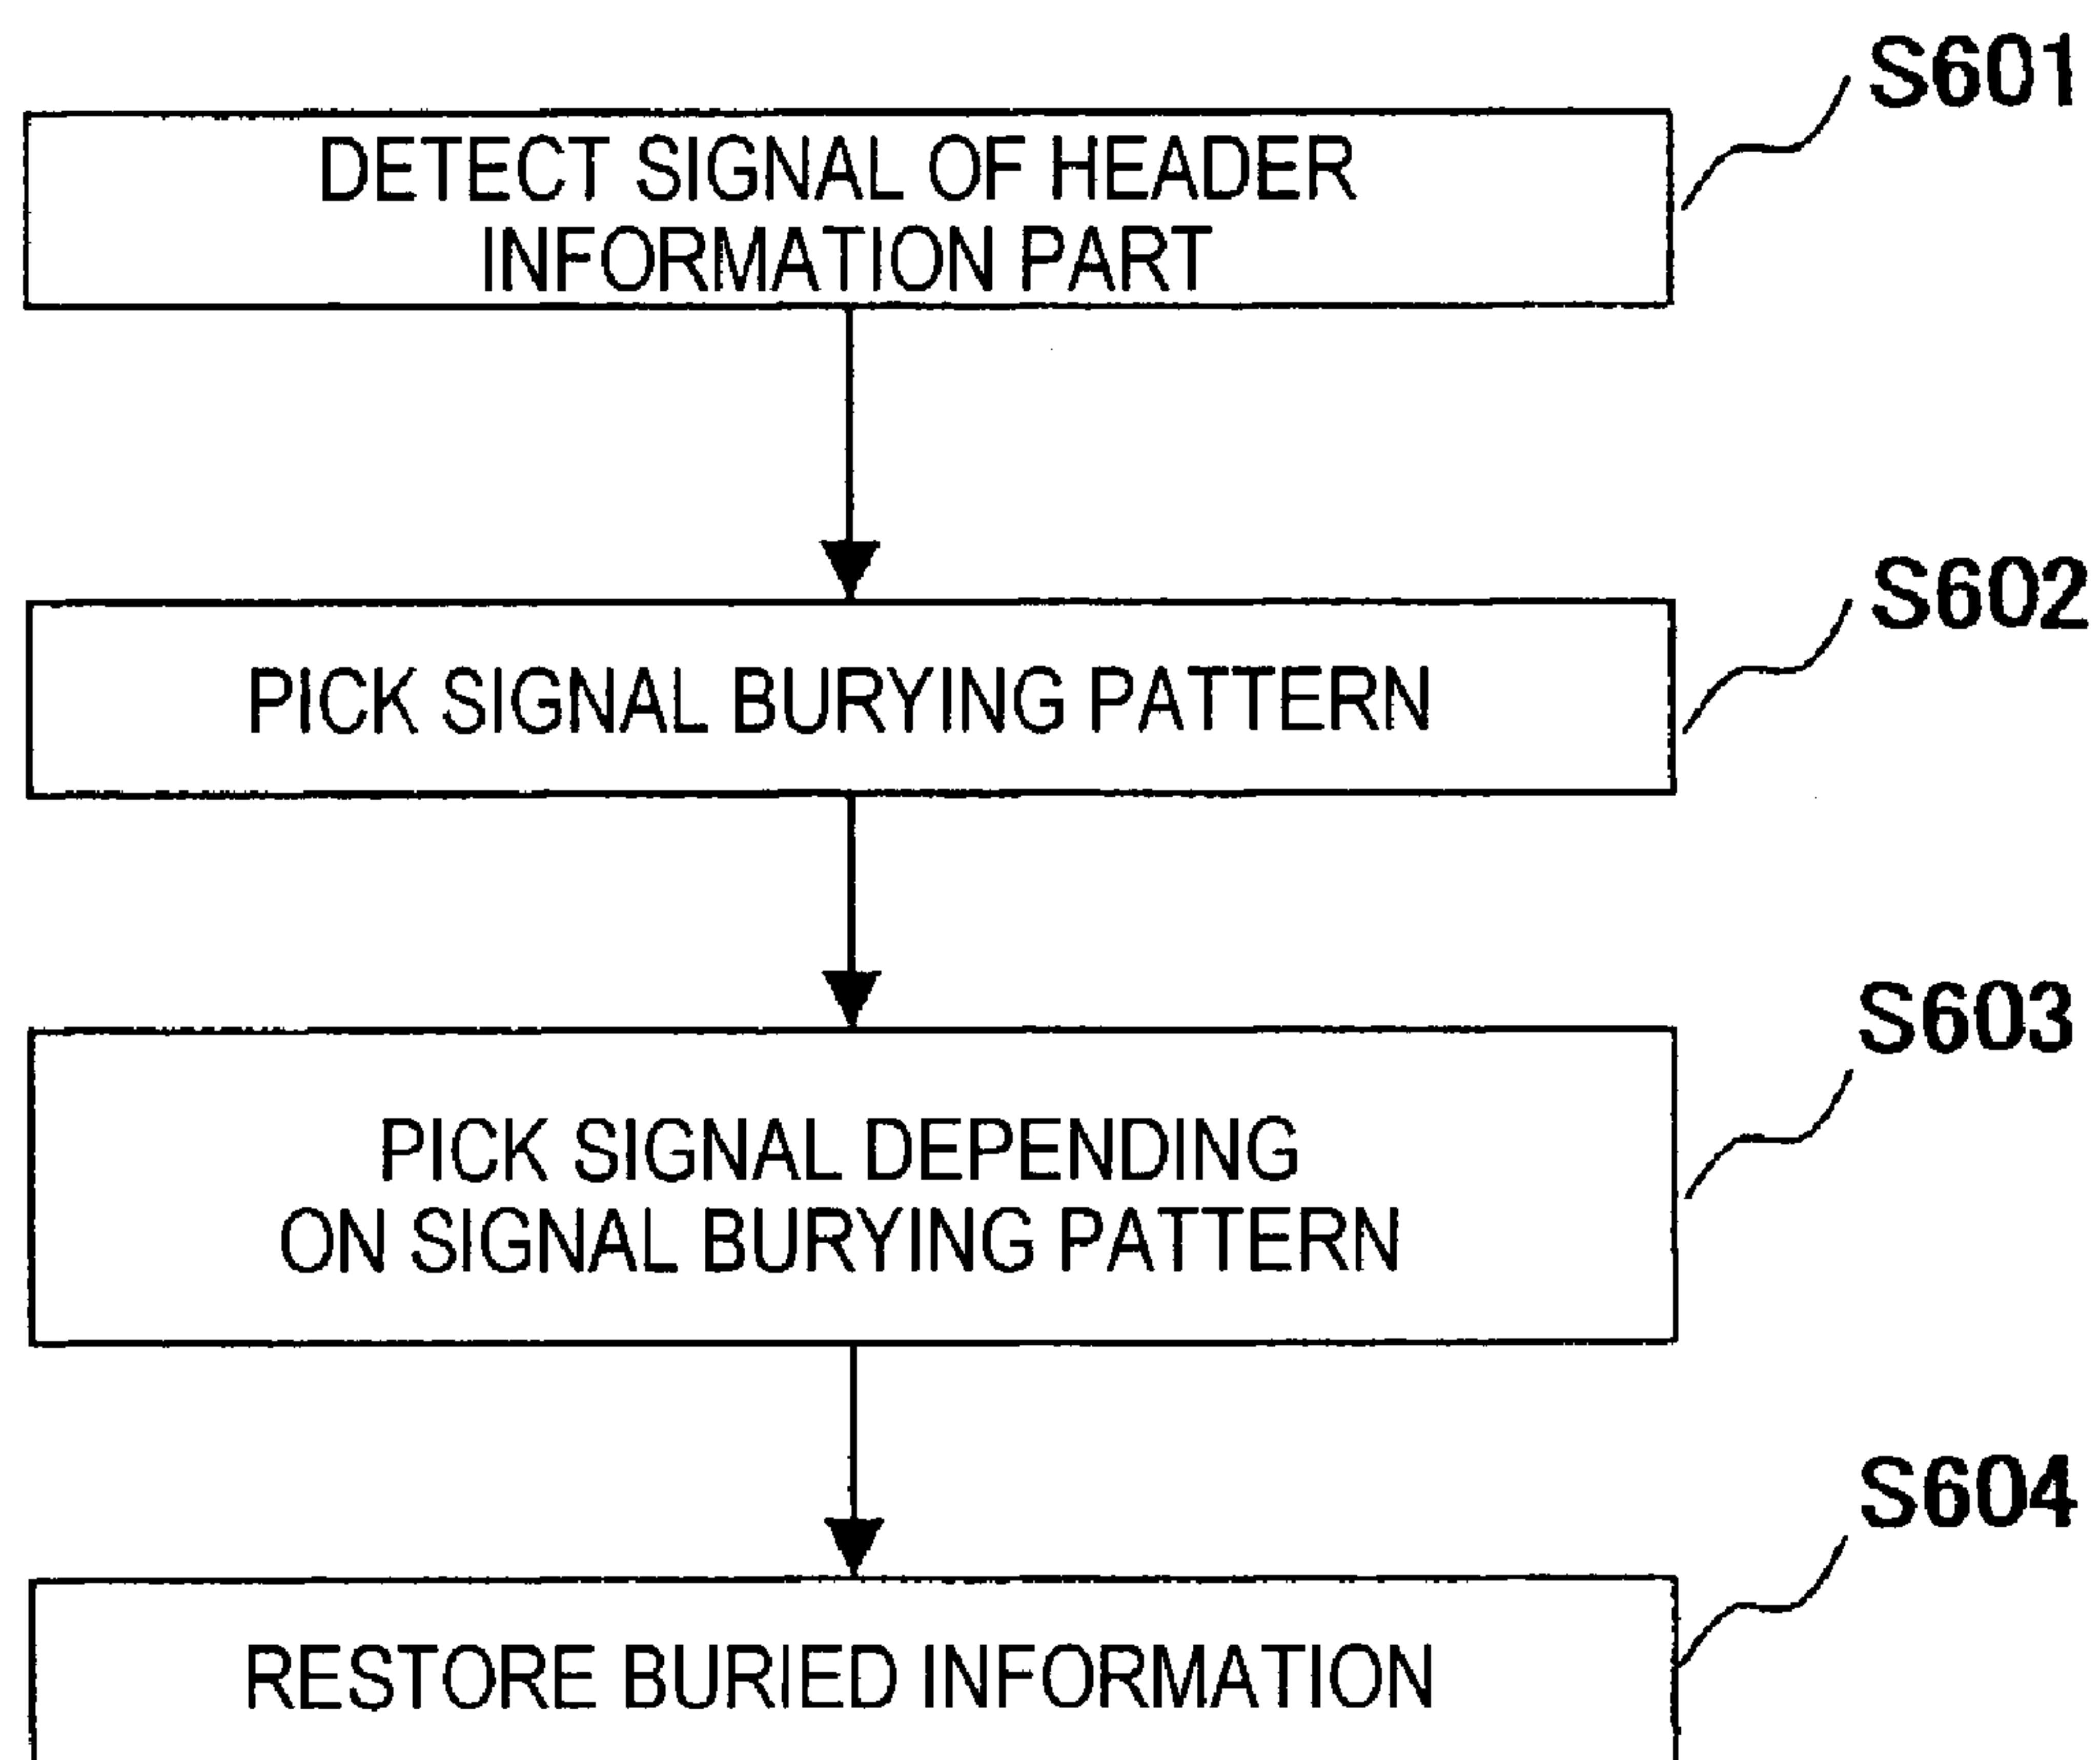 S601
DETECT SIGNAL OF HEADER
INFORMATION PART
S602
PICK SIGNAL BURYING PATTERN
S603
PICK SIGNAL DEPENDING
ON SIGNAL BURYING PATTERN
S604
RESTORE BURIED INFORMATION